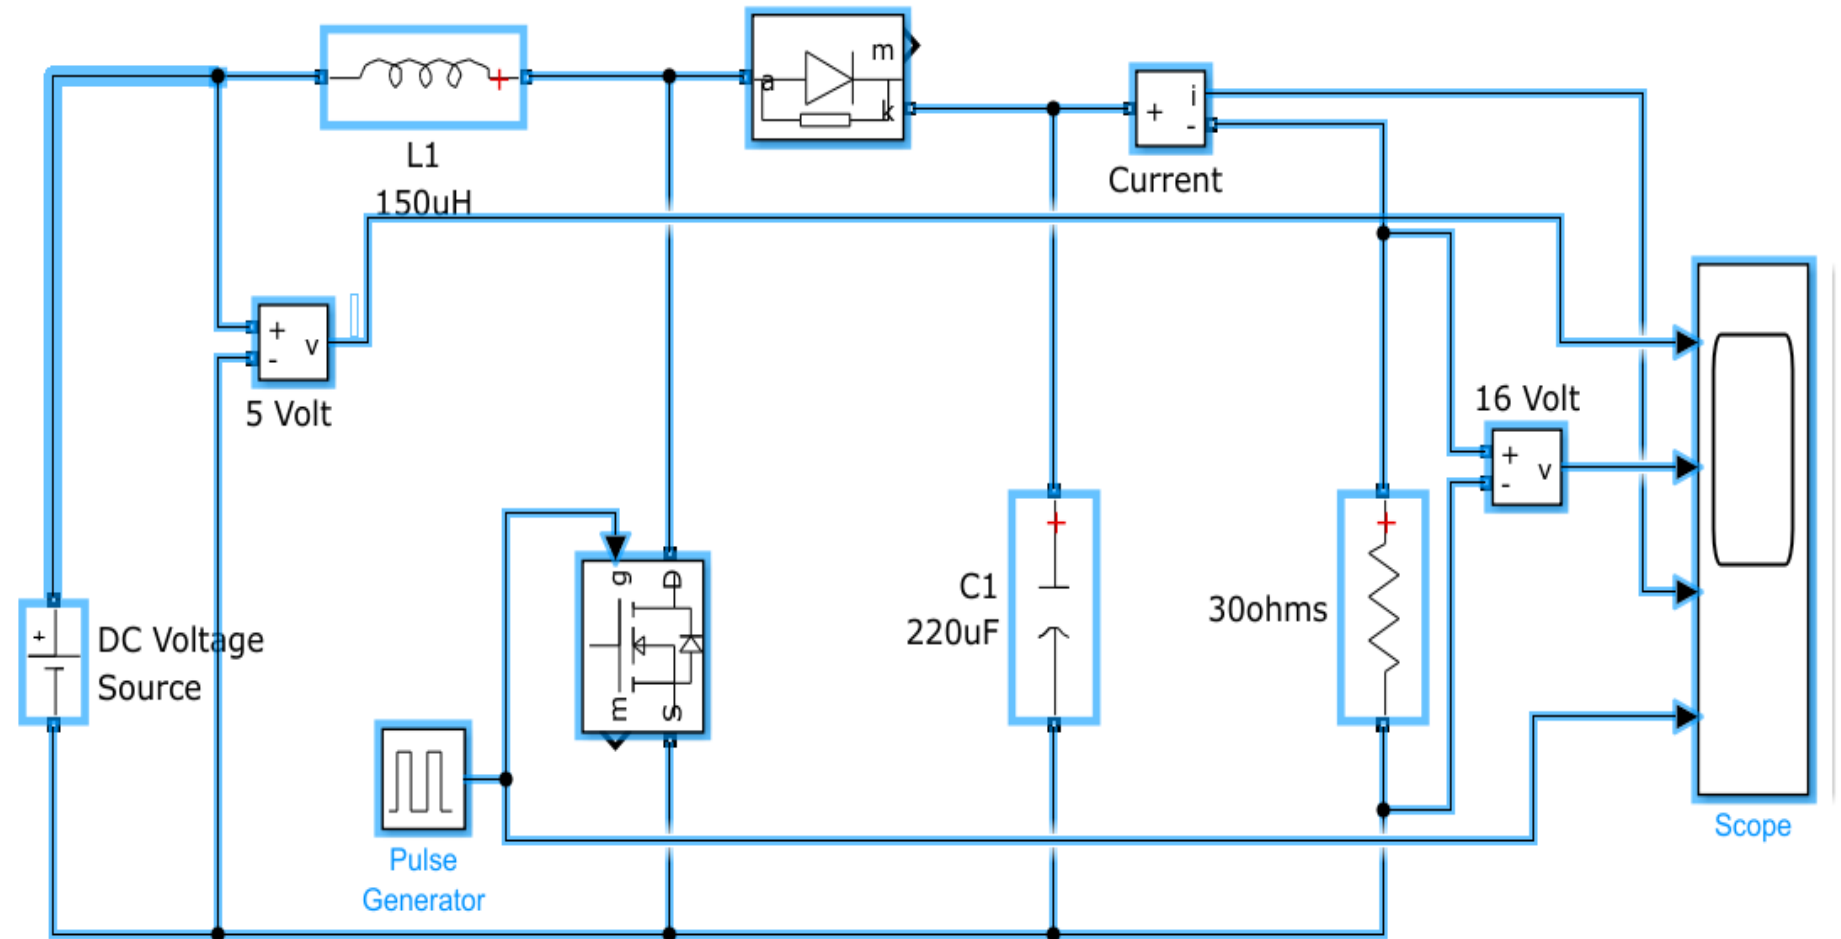 m
a
k
i
+
-
Current
L1
150uH
+
-
v
5 Volt
16 Volt
+
-
v
+
DC Voltage
Source
g
D
m
S
C1
220uF
+
30ohms
+
Pulse
Generator
Scope